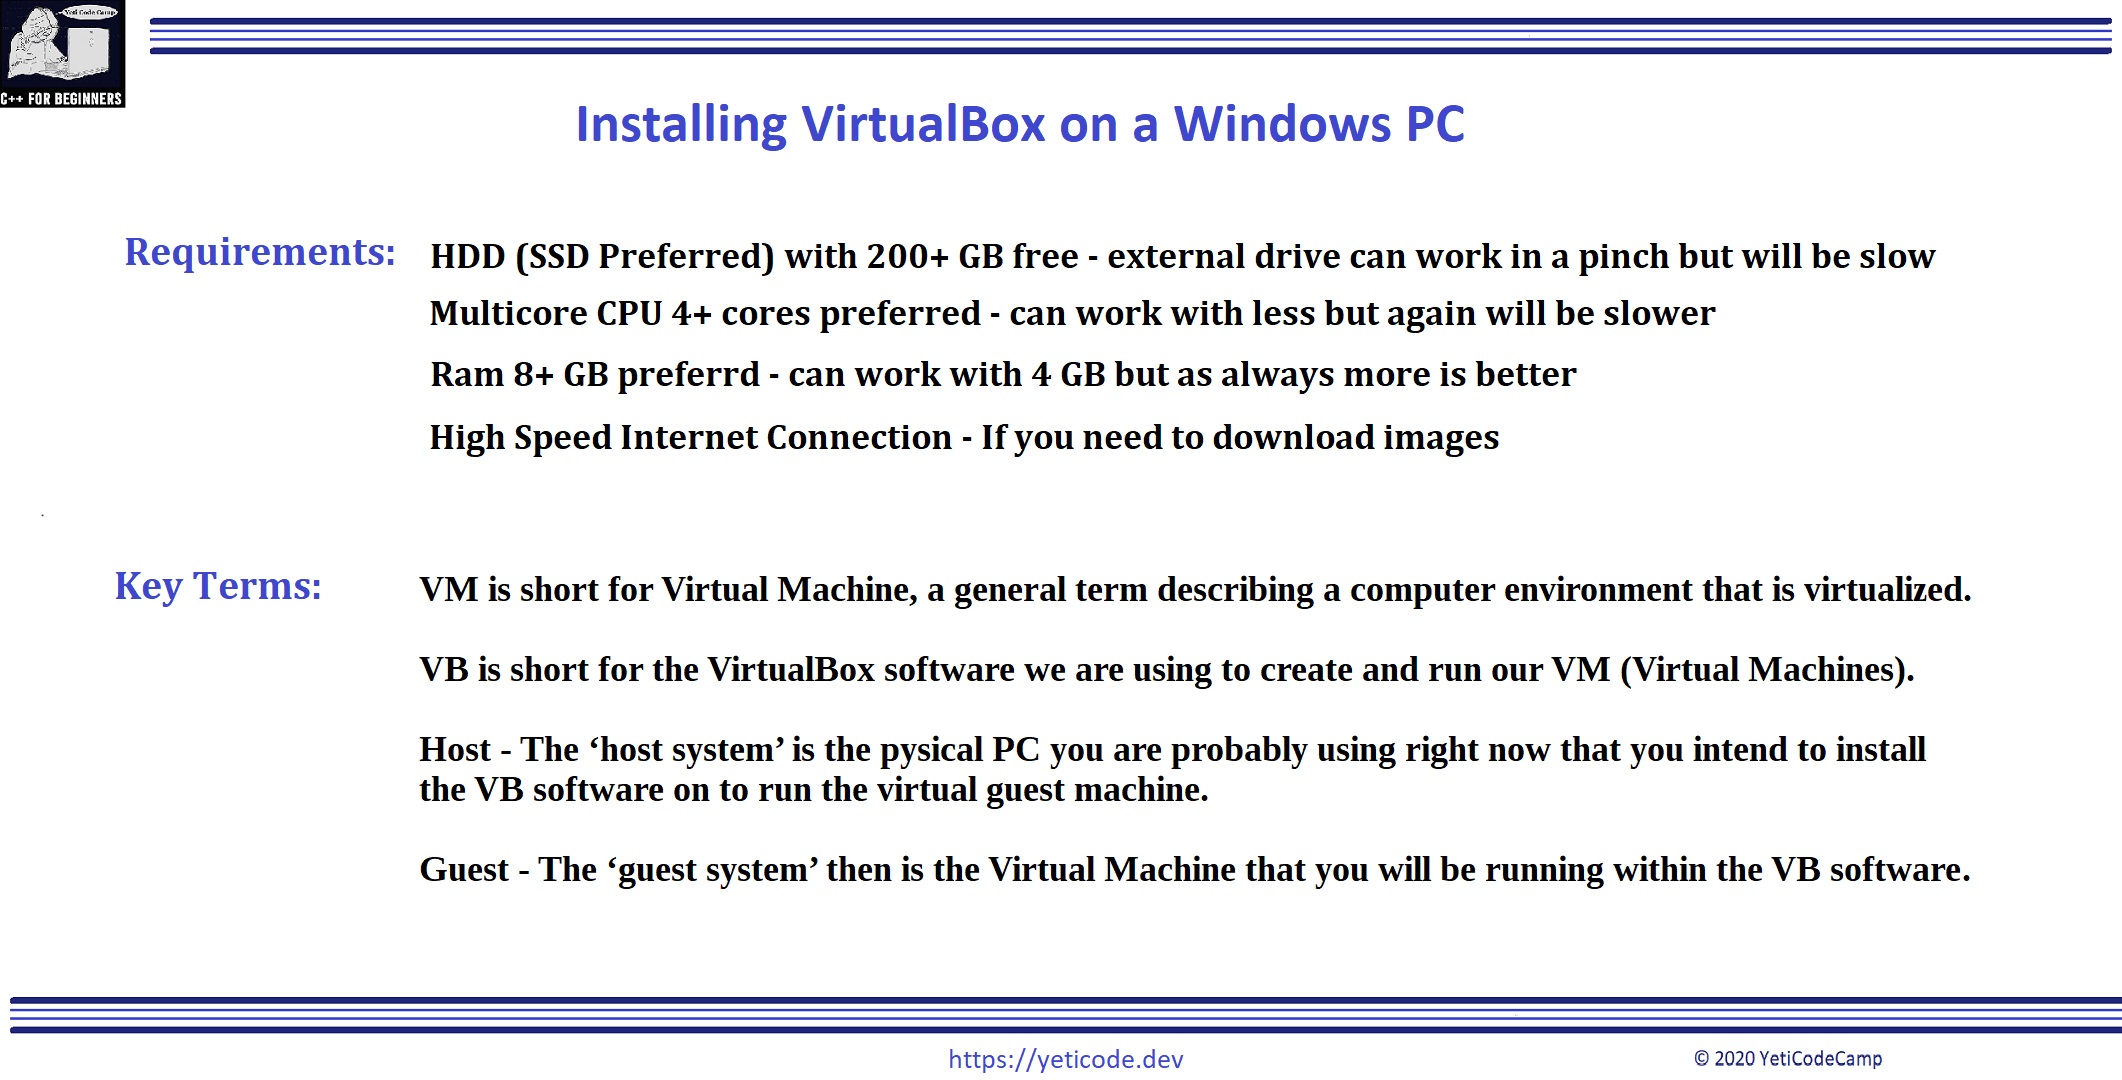 Yeti Code Camp
C++ FOR BEGINNERS
Installing VirtualBox on a Windows PC
Requirements:
HDD (SSD Preferred) with 200+ GB free - external drive can work in a pinch but will be slow
Multicore CPU 4+ cores preferred - can work with less but again will be slower
Ram 8+ GB preferrd - can work with 4 GB but as always more is better
High Speed Internet Connection - If you need to download images
Key Terms:
VM is short for Virtual Machine, a general term describing a computer environment that is virtualized.
VB is short for the VirtualBox software we are using to create and run our VM (Virtual Machines).
Host - The ‘host system’ is the pysical PC you are probably using right now that you intend to install
the VB software on to run the virtual guest machine.
Guest - The ‘guest system’ then is the Virtual Machine that you will be running within the VB software.
https://yeticode.dev
© 2020 YetiCodeCamp